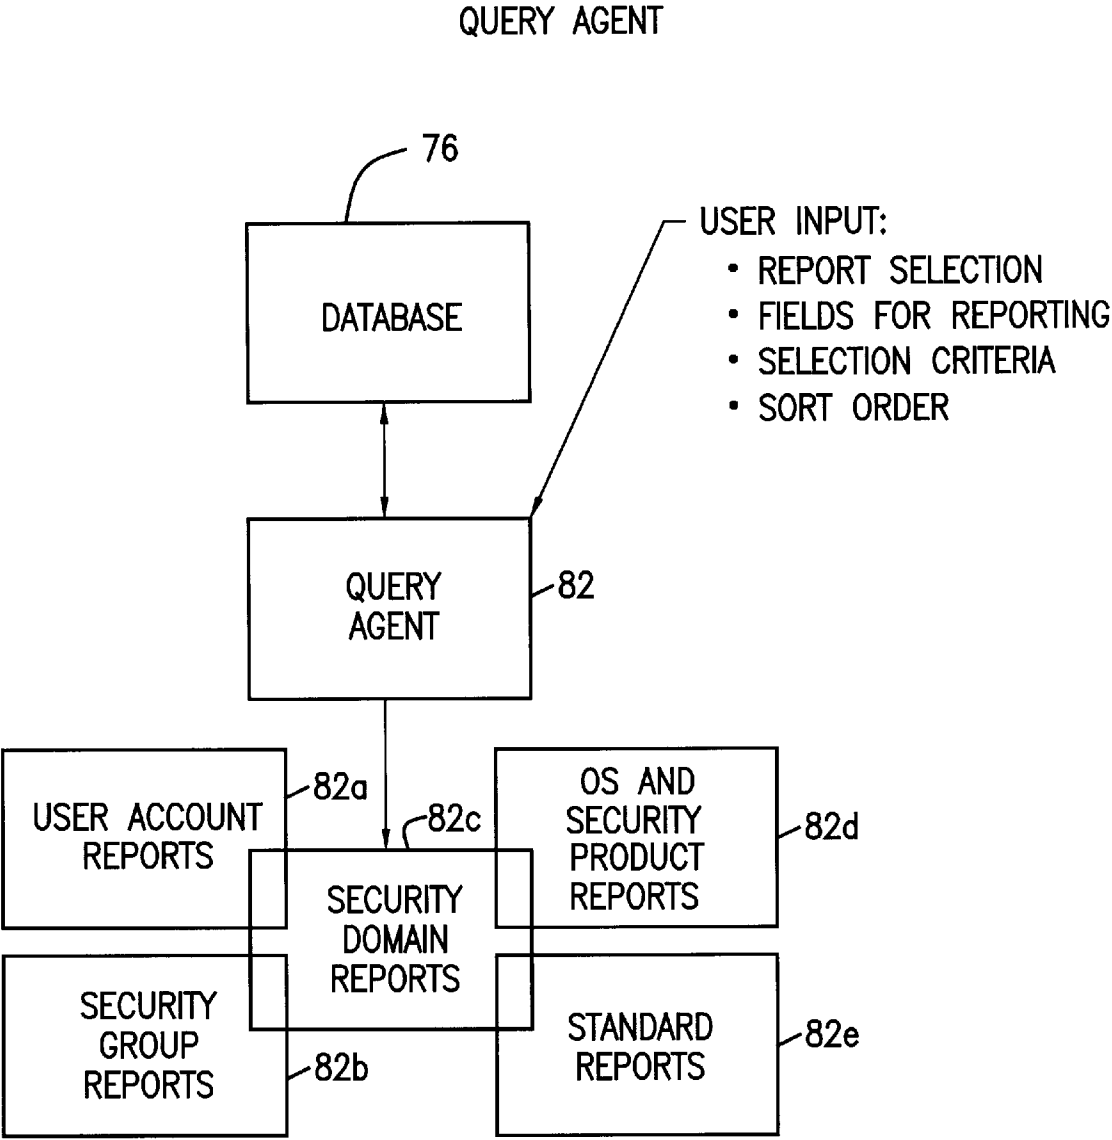 QUERY AGENT
76
DATABASE
USER INPUT:
• REPORT SELECTION
• FIELDS FOR REPORTING
• SELECTION CRITERIA
• SORT ORDER
QUERY
AGENT
82
USER ACCOUNT
REPORTS
82a
82c
SECURITY
DOMAIN
REPORTS
OS AND
SECURITY
PRODUCT
REPORTS
82d
SECURITY
GROUP
REPORTS
82b
STANDARD
REPORTS
82e